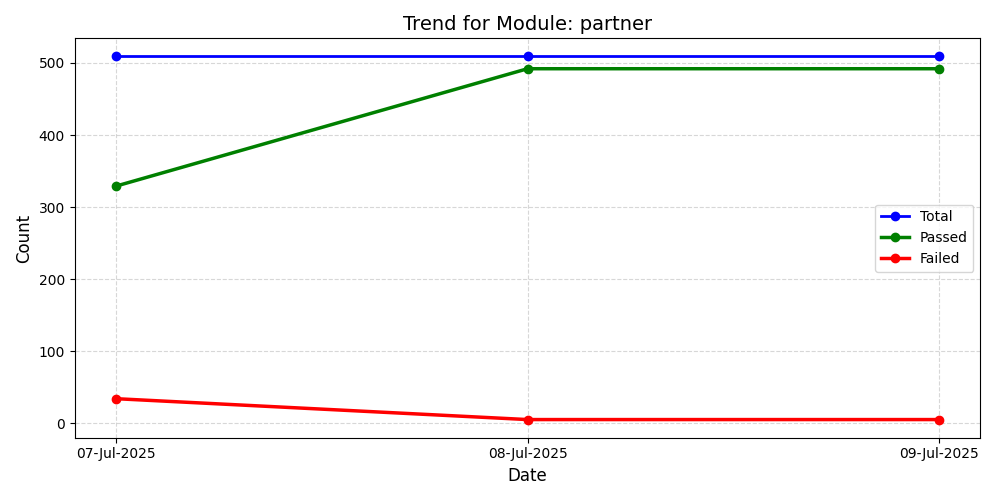 Trend for Module: partner
500
400
300
200
100
0
Count
Total
Passed
Failed
07-Jul-2025
08-Jul-2025
09-Jul-2025
Date